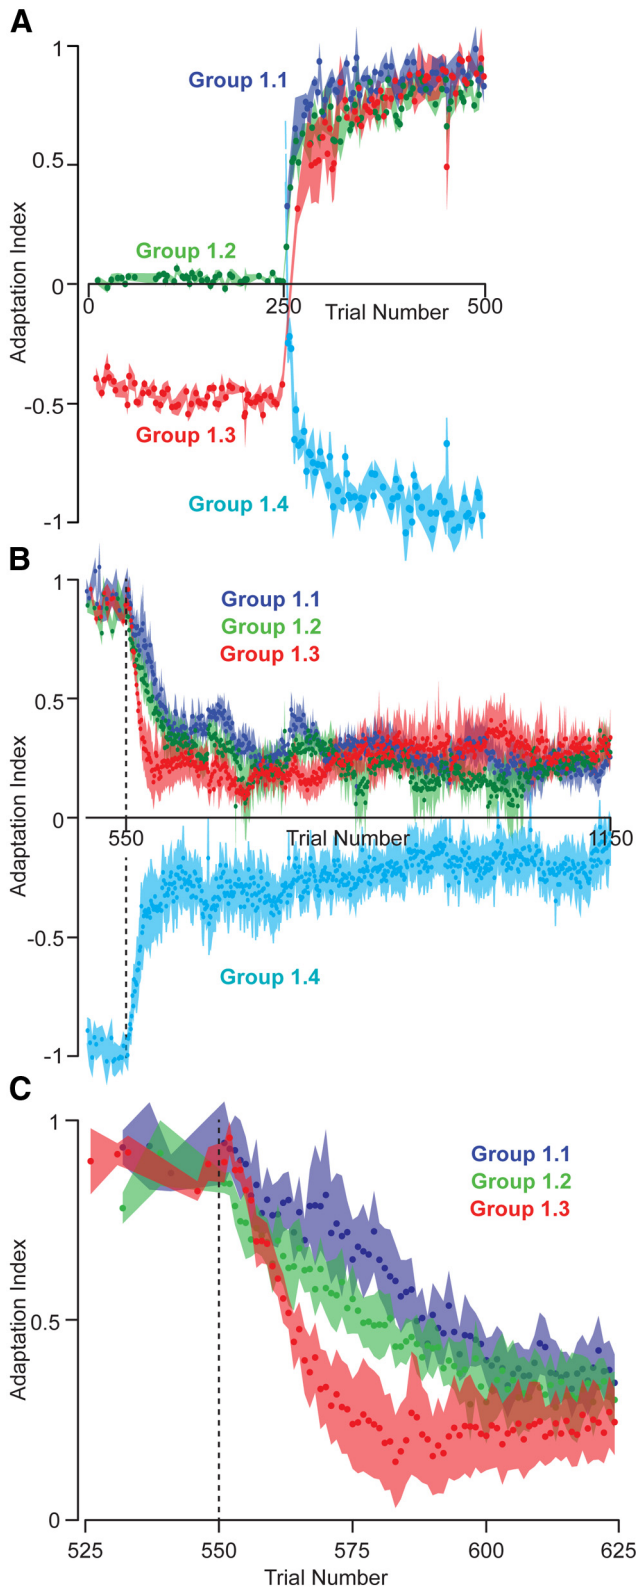 A
1
Group 1.1
0.5
Adaptation Index
Group 1.2
0
0
250
Trial Number
500
-0.5
Group 1.3
Group 1.4
-1
B
1
Group 1.1
Group 1.2
Group 1.3
0.5
Adaptation Index
0
550
Trial Number
1150
-0.5
Group 1.4
-1
C
1
Group 1.1
Group 1.2
Group 1.3
Adaptation Index
0.5
0
525
550
575
600
625
Trial Number